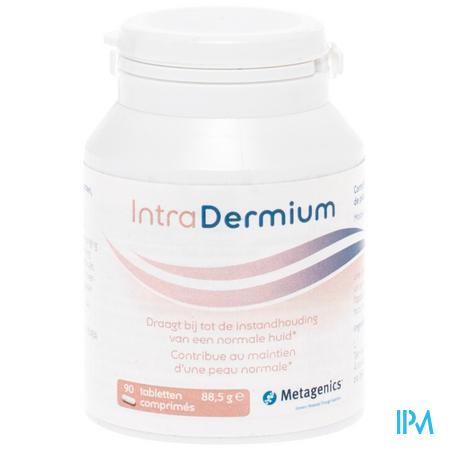 IntraDermium
Draagt bij tot de instandhouding
van een normale huid*
Contribue au maintien
d'une peau normale*
90 tabletten
comprimés
88,5 g e
Metagenics
IPM